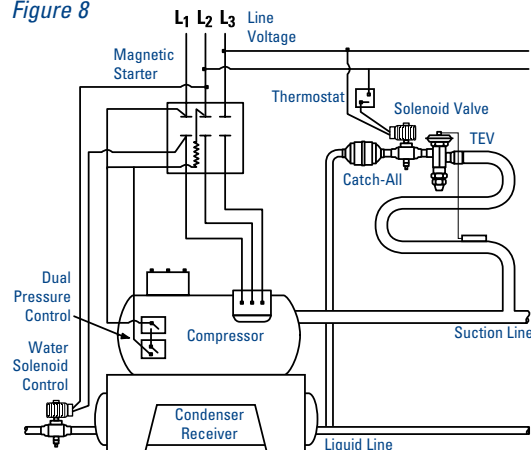 Figure 8
L1 L2 L3 Line
Voltage
Magnetic
Starter
Thermostat
Solenoid Valve
TEV
Catch-All
Dual
Pressure
Control
Compressor
Suction Line
Water
Solenoid
Control
Condenser
Receiver
Liquid Line